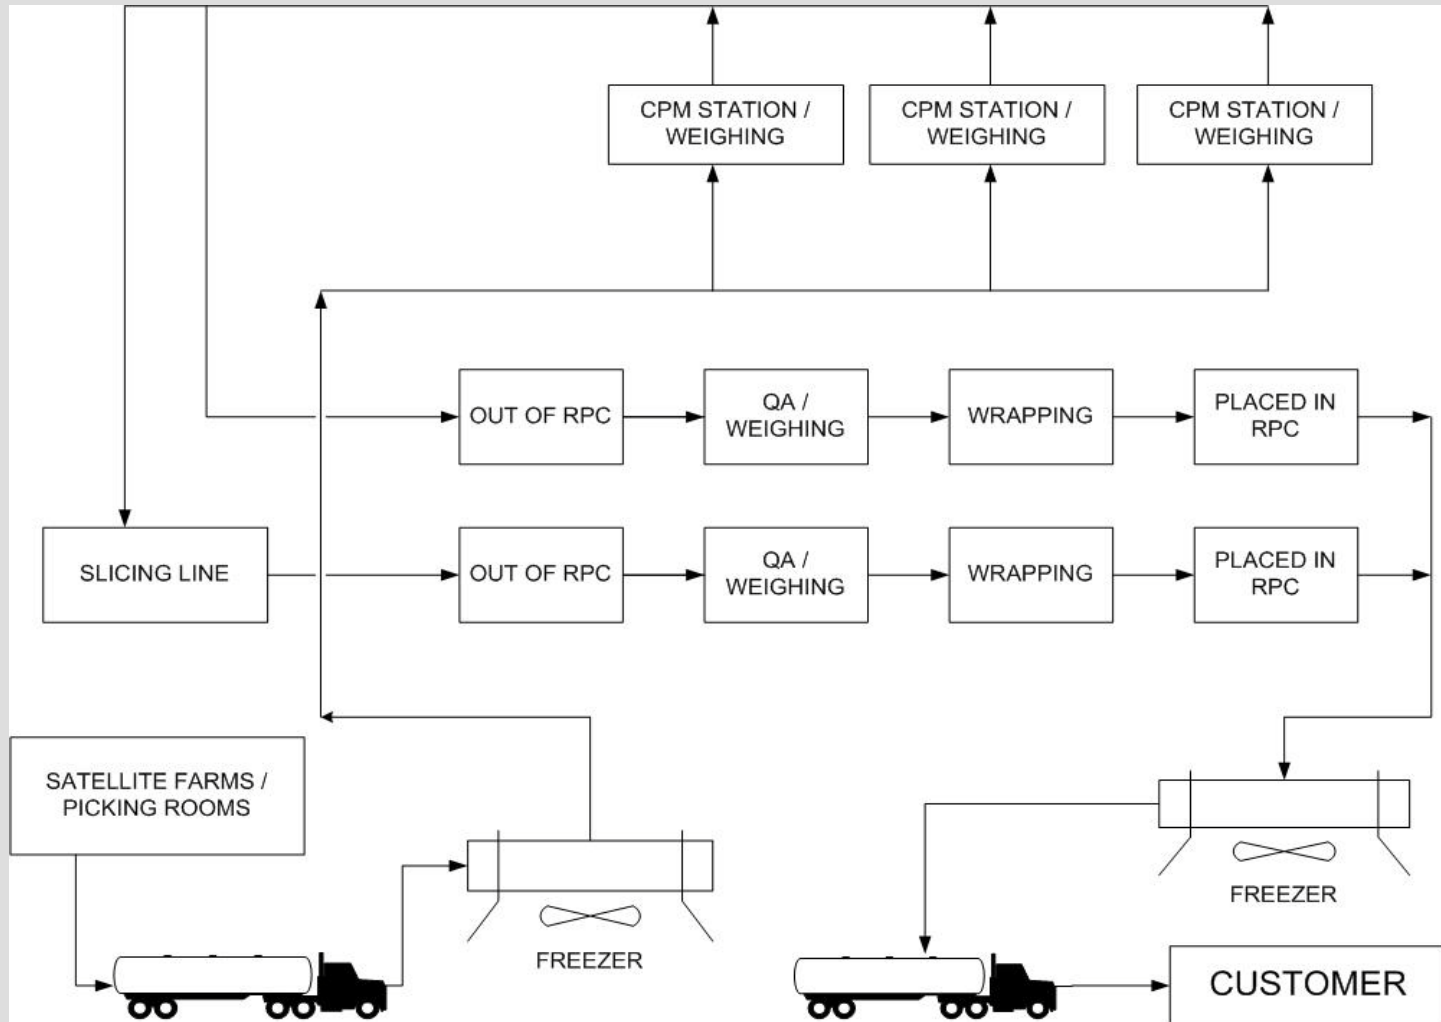 CPM STATION /
WEIGHING
CPM STATION /
WEIGHING
CPM STATION /
WEIGHING
OUT OF RPC
QA /
WEIGHING
WRAPPING
PLACED IN
RPC
SLICING LINE
OUT OF RPC
QA /
WEIGHING
WRAPPING
PLACED IN
RPC
SATELLITE FARMS /
PICKING ROOMS
FREEZER
FREEZER
CUSTOMER